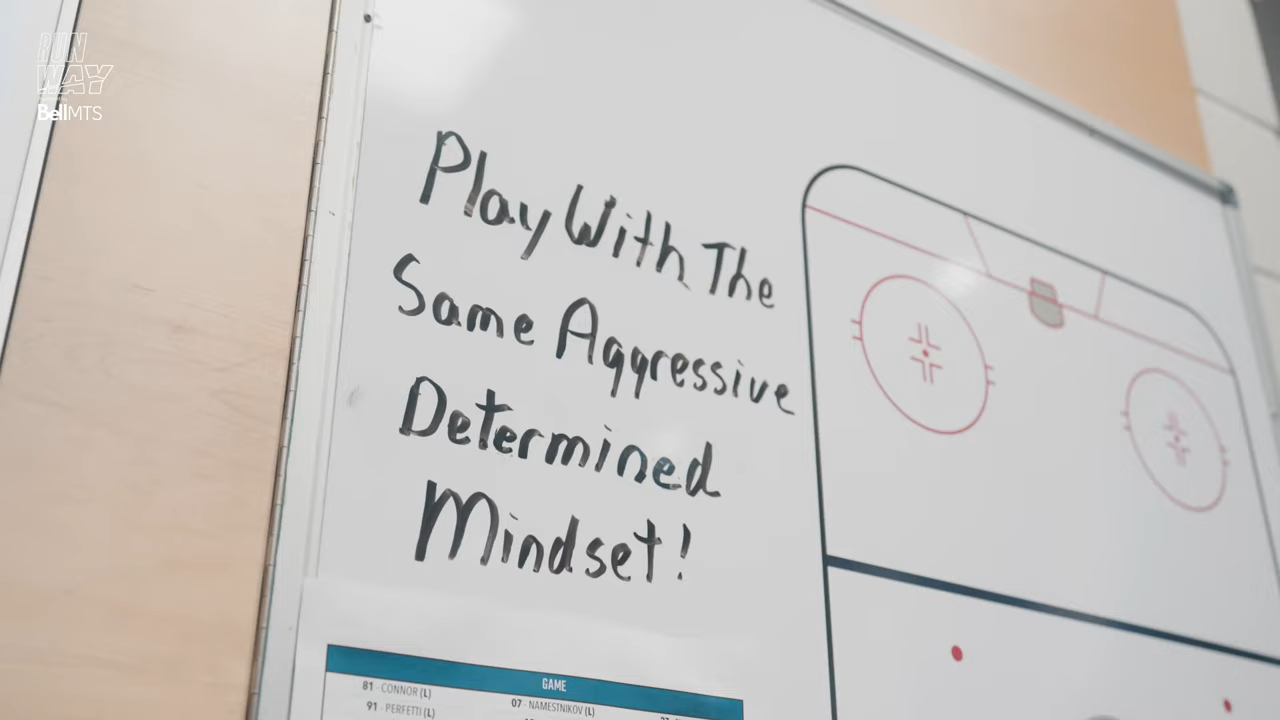 RUN
WAY
BellMTS
Play With The
Same Aggressive
Determined
Mindset!
GAME
81 - CONNOR (L)
07 - NAMESTNIKOV (L)
91 - PERFETTI (L)